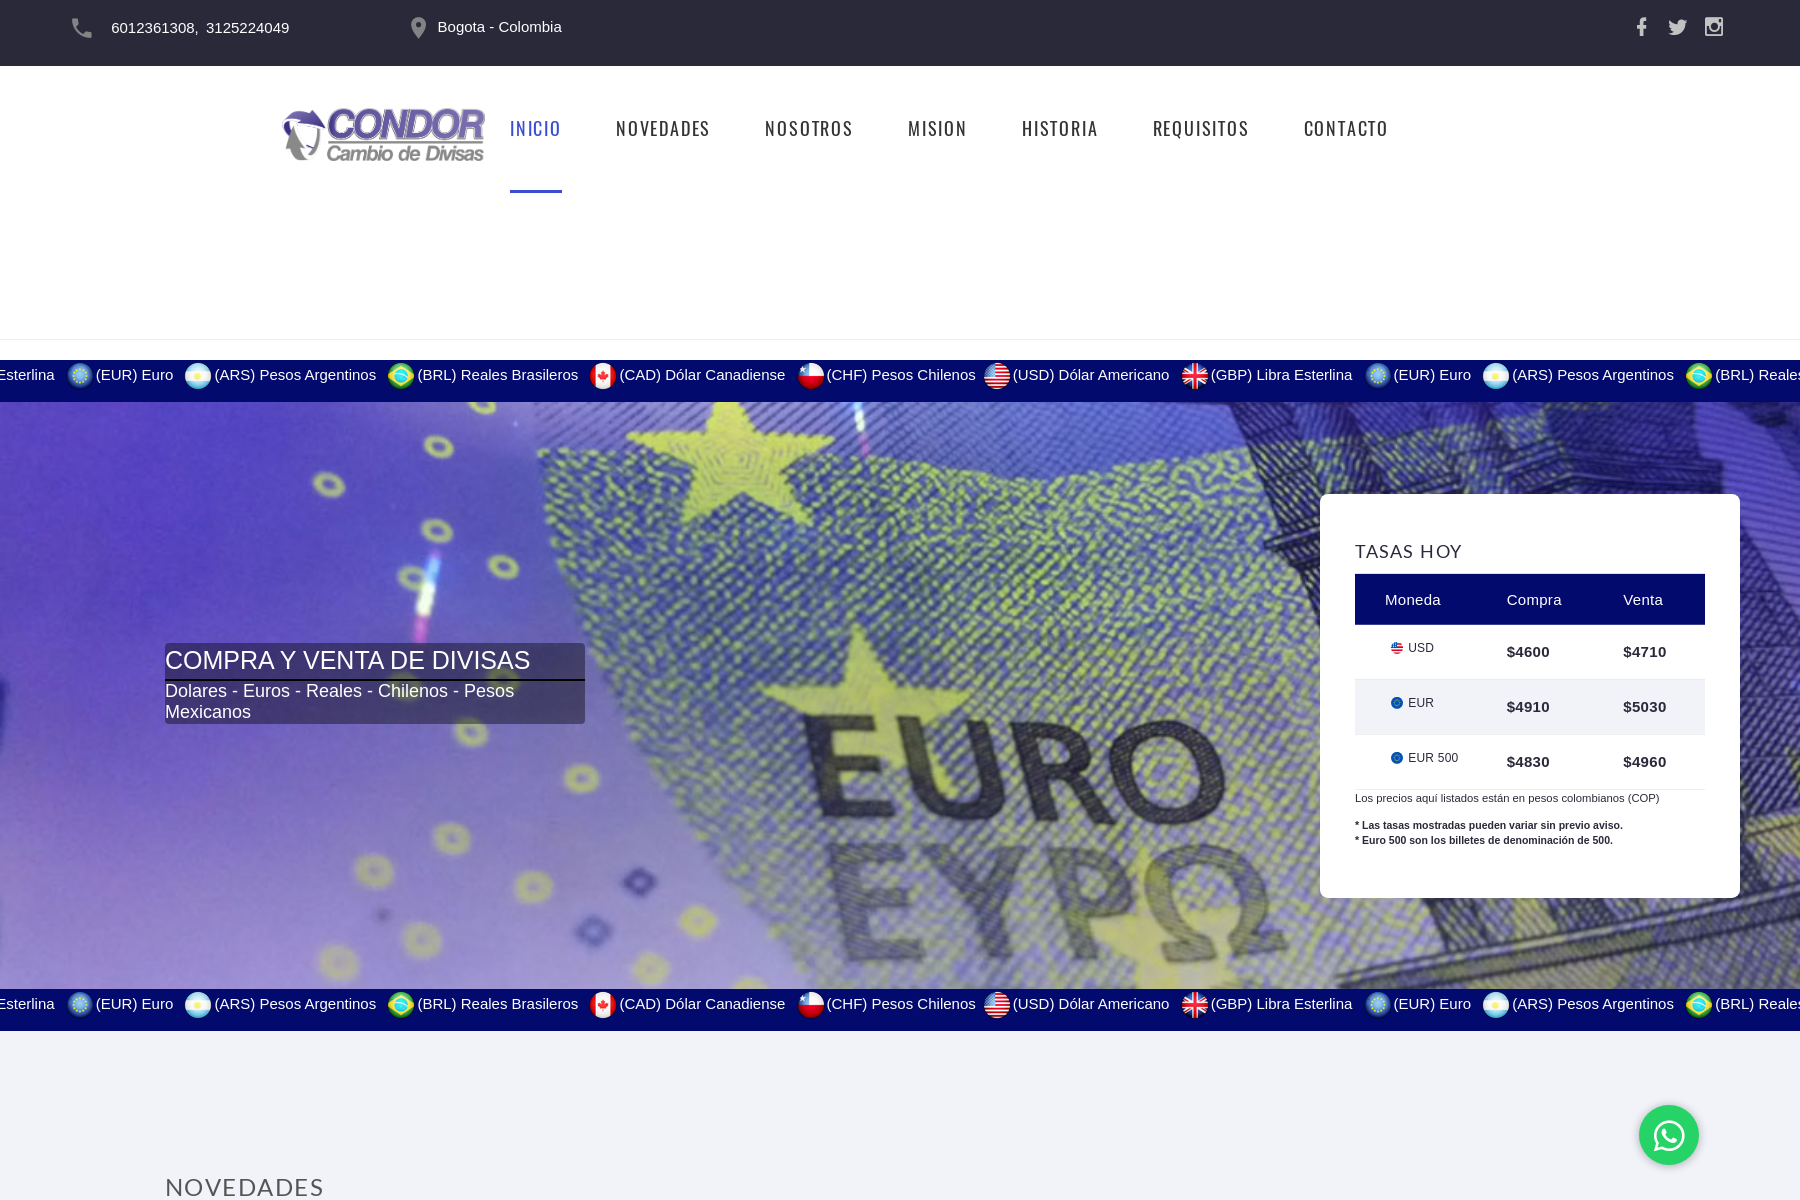 6012361308, 3125224049
Bogota - Colombia
CONDOR
Cambio de Divisas
INICIO NOVEDADES NOSOTROS MISION HISTORIA REQUISITOS CONTACTO
Esterlina (EUR) Euro (ARS) Pesos Argentinos (BRL) Reales Brasileros (CAD) Dólar Canadiense (CHF) Pesos Chilenos (USD) Dólar Americano (GBP) Libra Esterlina (EUR) Euro (ARS) Pesos Argentinos (BRL) Reales
COMPRA Y VENTA DE DIVISAS
Dolares - Euros - Reales - Chilenos - Pesos
Mexicanos
EURO
ΕΥΡΩ
TASAS HOY
Moneda Compra Venta
USD $4600 $4710
EUR $4910 $5030
EUR 500 $4830 $4960
Los precios aquí listados están en pesos colombianos (COP)
* Las tasas mostradas pueden variar sin previo aviso.
* Euro 500 son los billetes de denominación de 500.
Esterlina (EUR) Euro (ARS) Pesos Argentinos (BRL) Reales Brasileros (CAD) Dólar Canadiense (CHF) Pesos Chilenos (USD) Dólar Americano (GBP) Libra Esterlina (EUR) Euro (ARS) Pesos Argentinos (BRL) Reales
NOVEDADES